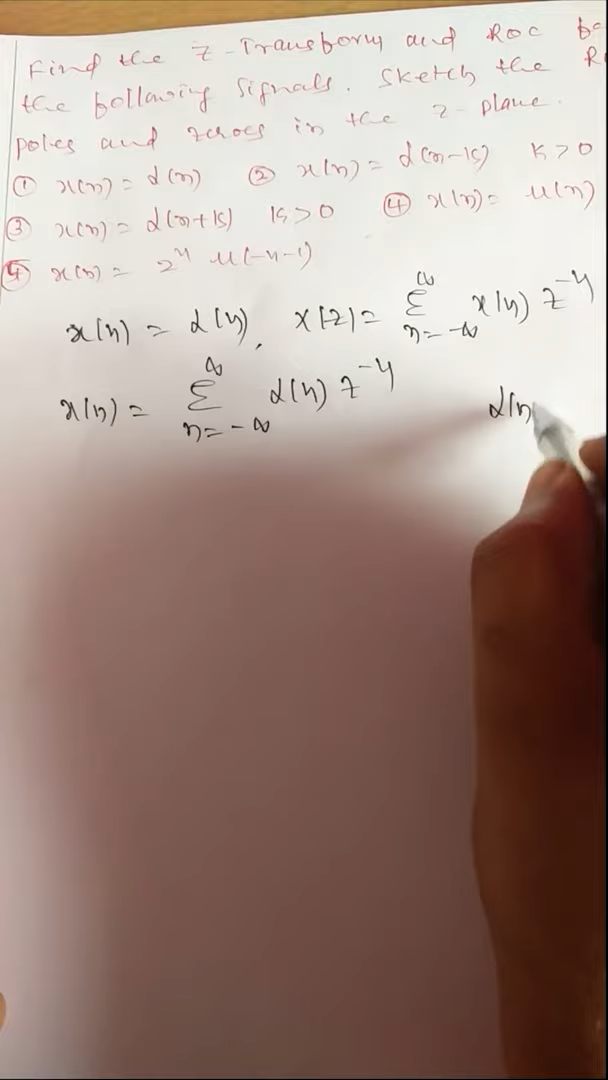 Find the z-Transform and ROC
the following signals. Sketch the
poles and zeroes in the z-plane.
① x(n) = δ(n) ② x(n) = δ(n-k) k>0
③ x(n) = δ(n+k) k>0 ④ x(n) = u(n)
④ x(n) = 2ⁿ u(-n-1)
x(n) = δ(n), X(z) = Σ_{n=-∞}^{∞} x(n) z^{-n}
x(n) = Σ_{n=-∞}^{∞} δ(n) z^{-n} δ(n